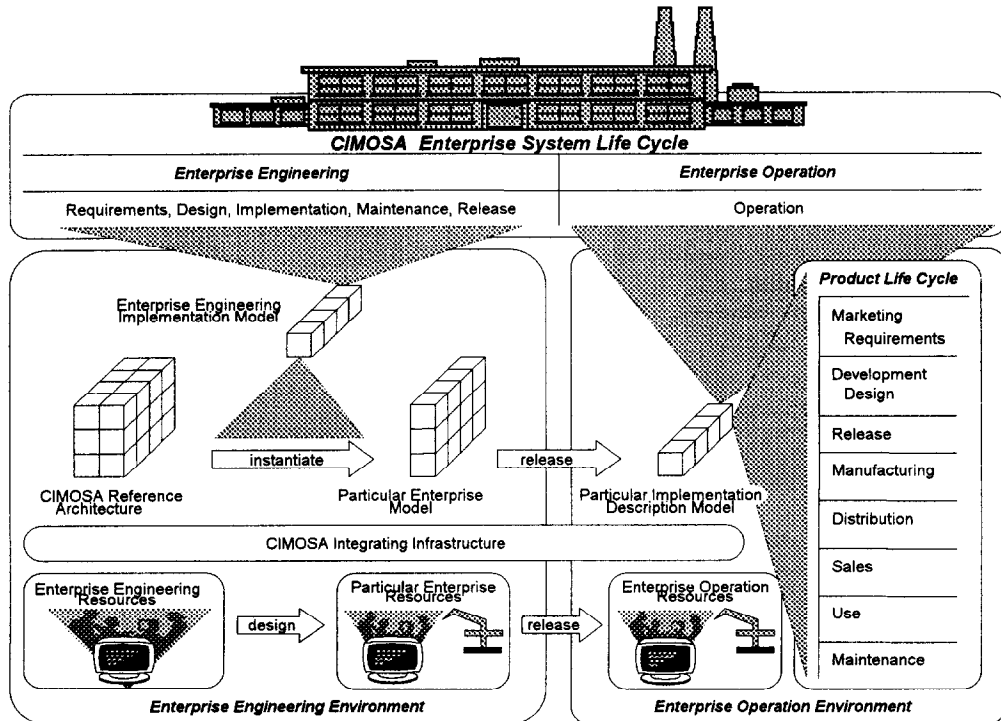 CIMOSA Enterprise System Life Cycle
Enterprise Engineering
Enterprise Operation
Requirements, Design, Implementation, Maintenance, Release
Operation
Enterprise Engineering
Implementation Model
CIMOSA Reference
Architecture
instantiate
Particular Enterprise
Model
release
Particular Implementation
Description Model
Product Life Cycle
Marketing
Requirements
Development
Design
Release
Manufacturing
Distribution
Sales
Use
Maintenance
CIMOSA Integrating Infrastructure
Enterprise Engineering
Resources
design
Particular Enterprise
Resources
release
Enterprise Operation
Resources
Enterprise Engineering Environment
Enterprise Operation Environment